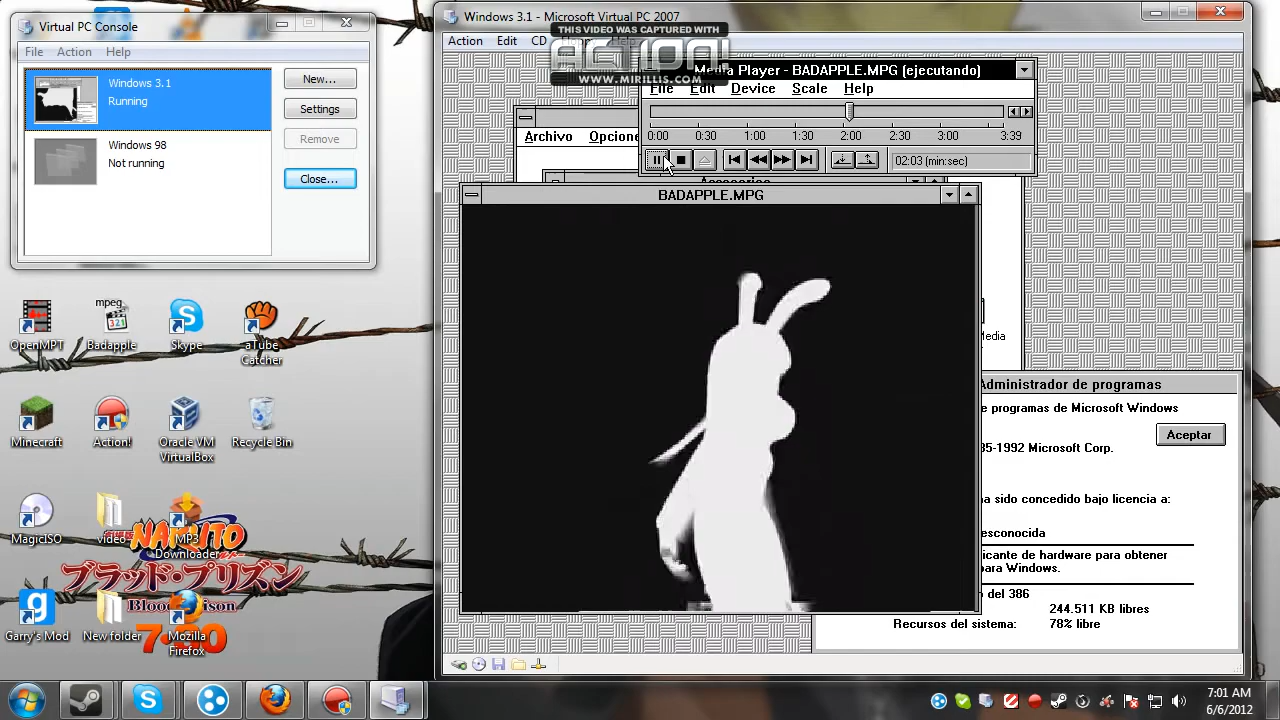 Virtual PC Console
File Action Help
Windows 3.1
Running
Windows 98
Not running
New...
Settings
Remove
Close...
Windows 3.1 - Microsoft Virtual PC 2007
Action Edit CD Help
THIS VIDEO WAS CAPTURED WITH
ACTION!
WWW.MIRILLIS.COM
Media Player - BADAPPLE.MPG (ejecutando)
File Edit Device Scale Help
0:00 0:30 1:00 1:30 2:00 2:30 3:00 3:39
02:03 (min:sec)
Archivo Opcione
Accesorios
BADAPPLE.MPG
Media
Administrador de programas
e programas de Microsoft Windows
Aceptar
85-1992 Microsoft Corp.
na sido concedido bajo licencia a:
esconocida
icante de hardware para obtener
para Windows.
o del 386
244.511 KB libres
Recursos del sistema: 78% libre
OpenMPT
mpeg
321
Badapple
Skype
aTube
Catcher
Minecraft
Action!
Oracle VM
VirtualBox
Recycle Bin
MagicISO
video
MP3
Downloader
NARUTO
ブラッド・プリズン
Garry's Mod
New folder
Mozilla
Firefox
7:01 AM
6/6/2012